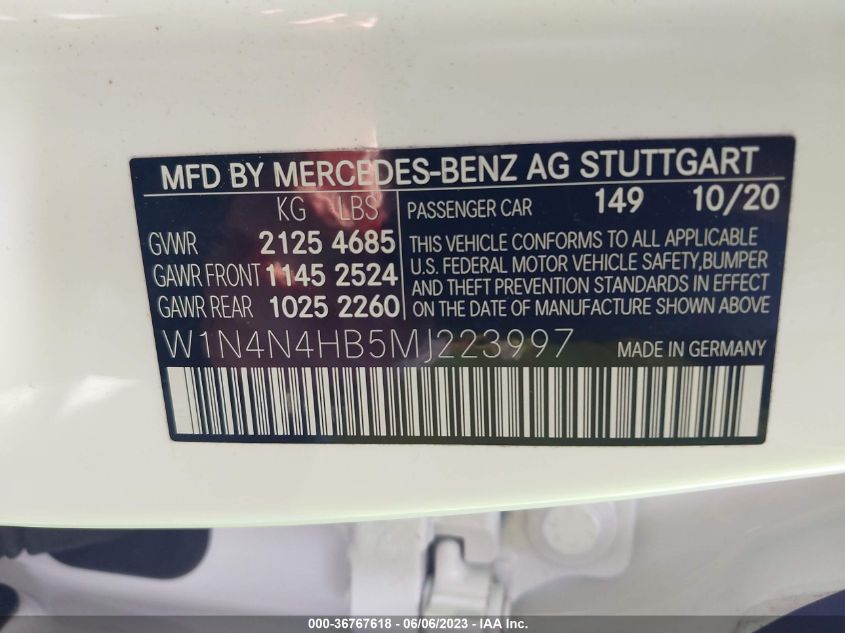 MFD BY MERCEDES-BENZ AG STUTTGART
KG LBS
PASSENGER CAR 149 10/20
GVWR 2125 4685
GAWR FRONT 1145 2524
GAWR REAR 1025 2260
THIS VEHICLE CONFORMS TO ALL APPLICABLE
U.S. FEDERAL MOTOR VEHICLE SAFETY,BUMPER
AND THEFT PREVENTION STANDARDS IN EFFECT
ON THE DATE OF MANUFACTURE SHOWN ABOVE
W1N4N4HB5MJ223997 MADE IN GERMANY
000-36767618 - 06/06/2023 - IAA Inc.